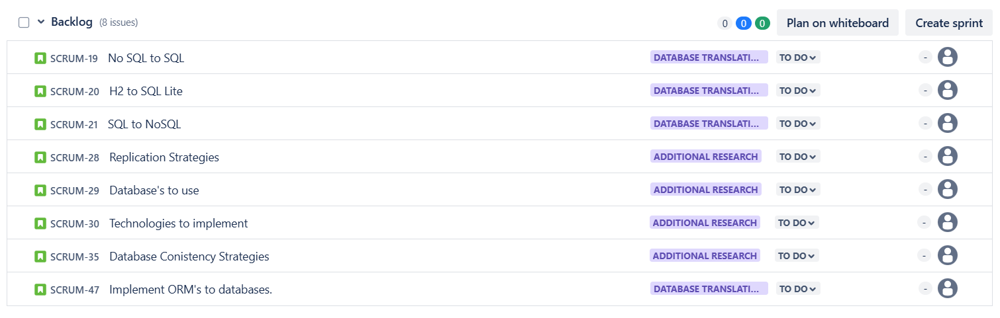 Backlog (8 issues) 0 0 0 Plan on whiteboard Create sprint
SCRUM-19 No SQL to SQL DATABASE TRANSLATI... TO DO -
SCRUM-20 H2 to SQL Lite DATABASE TRANSLATI... TO DO -
SCRUM-21 SQL to NoSQL DATABASE TRANSLATI... TO DO -
SCRUM-28 Replication Strategies ADDITIONAL RESEARCH TO DO -
SCRUM-29 Database's to use ADDITIONAL RESEARCH TO DO -
SCRUM-30 Technologies to implement ADDITIONAL RESEARCH TO DO -
SCRUM-35 Database Conistency Strategies ADDITIONAL RESEARCH TO DO -
SCRUM-47 Implement ORM's to databases. DATABASE TRANSLATI... TO DO -